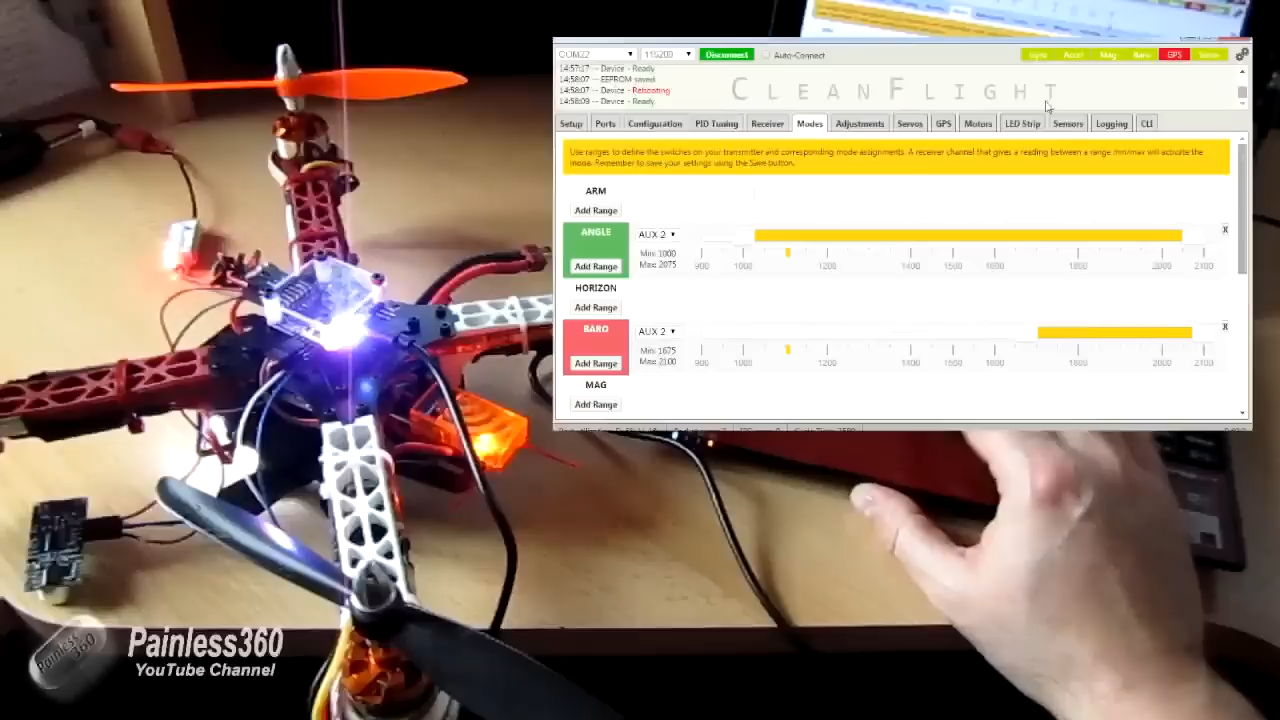 COM22 115200 Disconnect Auto-Connect Gyro Accel Mag Baro GPS Sonar
14:57:17 -- Device - Ready
14:58:07 -- EEPROM saved
14:58:07 -- Device - Rebooting
14:58:09 -- Device - Ready
CLEANFLIGHT
Setup Ports Configuration PID Tuning Receiver Modes Adjustments Servos GPS Motors LED Strip Sensors Logging CLI
Use ranges to define the switches on your transmitter and corresponding mode assignments. A receiver channel that gives a reading between a range min/max will activate the
mode. Remember to save your settings using the Save button.
ARM
Add Range
ANGLE AUX 2 X
Min: 1000
Max: 2075
Add Range 900 1000 1200 1400 1500 1600 1800 2000 2100
HORIZON
Add Range
BARO AUX 2 X
Min: 1675
Max: 2100
Add Range 900 1000 1200 1400 1500 1600 1800 2000 2100
MAG
Add Range
Painless360
Painless360
YouTube Channel